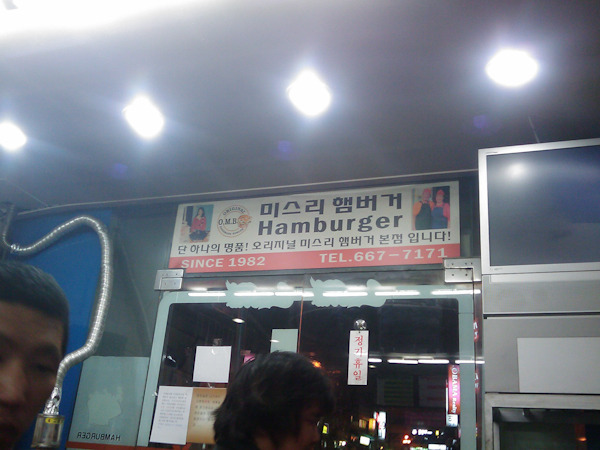 미스리 햄버거
O.M.B
Hamburger
단 하나의 명품! 오리지널 미스리 햄버거 본점 입니다!
SINCE 1982 TEL.667-7171
정기휴일
HAMBURGER